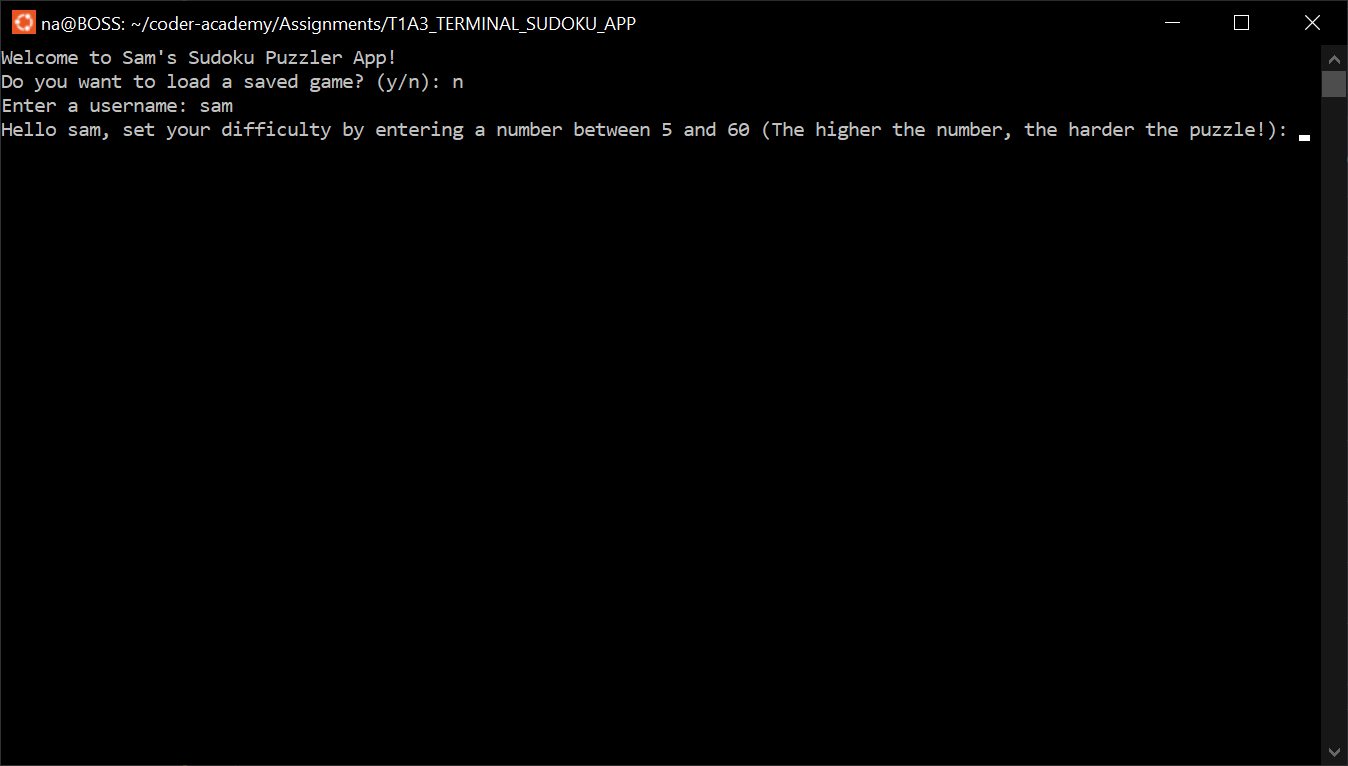 na@BOSS: ~/coder-academy/Assignments/T1A3_TERMINAL_SUDOKU_APP
Welcome to Sam's Sudoku Puzzler App!
Do you want to load a saved game? (y/n): n
Enter a username: sam
Hello sam, set your difficulty by entering a number between 5 and 60 (The higher the number, the harder the puzzle!):